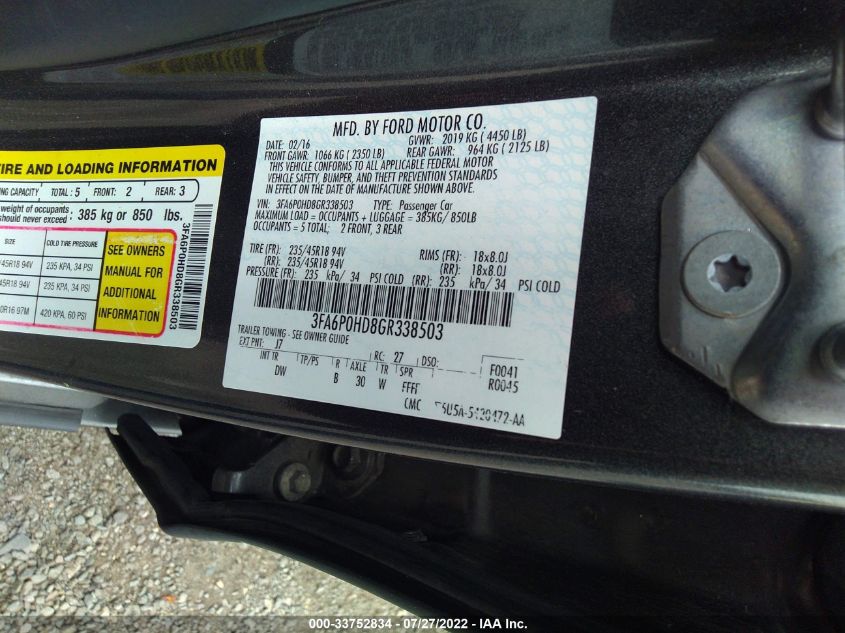 TIRE AND LOADING INFORMATION
CAPACITY TOTAL: 5 FRONT: 2 REAR: 3
weight of occupants
should never exceed: 385 kg or 850 lbs.
SIZE COLD TIRE PRESSURE
/45R18 94V 235 KPA, 34 PSI
/45R18 94V 235 KPA, 34 PSI
0R16 97M 420 KPA, 60 PSI
SEE OWNERS
MANUAL FOR
ADDITIONAL
INFORMATION
3FA6P0HD8GR338503
MFD. BY FORD MOTOR CO.
DATE: 02/16 GVWR: 2019 KG ( 4450 LB)
FRONT GAWR: 1066 KG ( 2350 LB) REAR GAWR: 964 KG ( 2125 LB)
THIS VEHICLE CONFORMS TO ALL APPLICABLE FEDERAL MOTOR
VEHICLE SAFETY, BUMPER, AND THEFT PREVENTION STANDARDS
IN EFFECT ON THE DATE OF MANUFACTURE SHOWN ABOVE.
VIN: 3FA6P0HD8GR338503 TYPE: Passenger Car
MAXIMUM LOAD = OCCUPANTS + LUGGAGE = 385KG/ 850LB
OCCUPANTS = 5 TOTAL; 2 FRONT, 3 REAR
TIRE (FR): 235/45R18 94V RIMS (FR): 18x8.0J
(RR): 235/45R18 94V (RR): 18x8.0J
PRESSURE (FR): 235 kPa/ 34 PSI COLD (RR): 235 kPa/ 34 PSI COLD
3FA6P0HD8GR338503
TRAILER TOWING - SEE OWNER GUIDE
EXT PNT: J7 RC: 27 DSO: F0041
INT TR TP/PS R AXLE TR SPR R0045
DW B 30 W FFFF
CMC 5U5A-5420472-AA
000-33752834 - 07/27/2022 - IAA Inc.